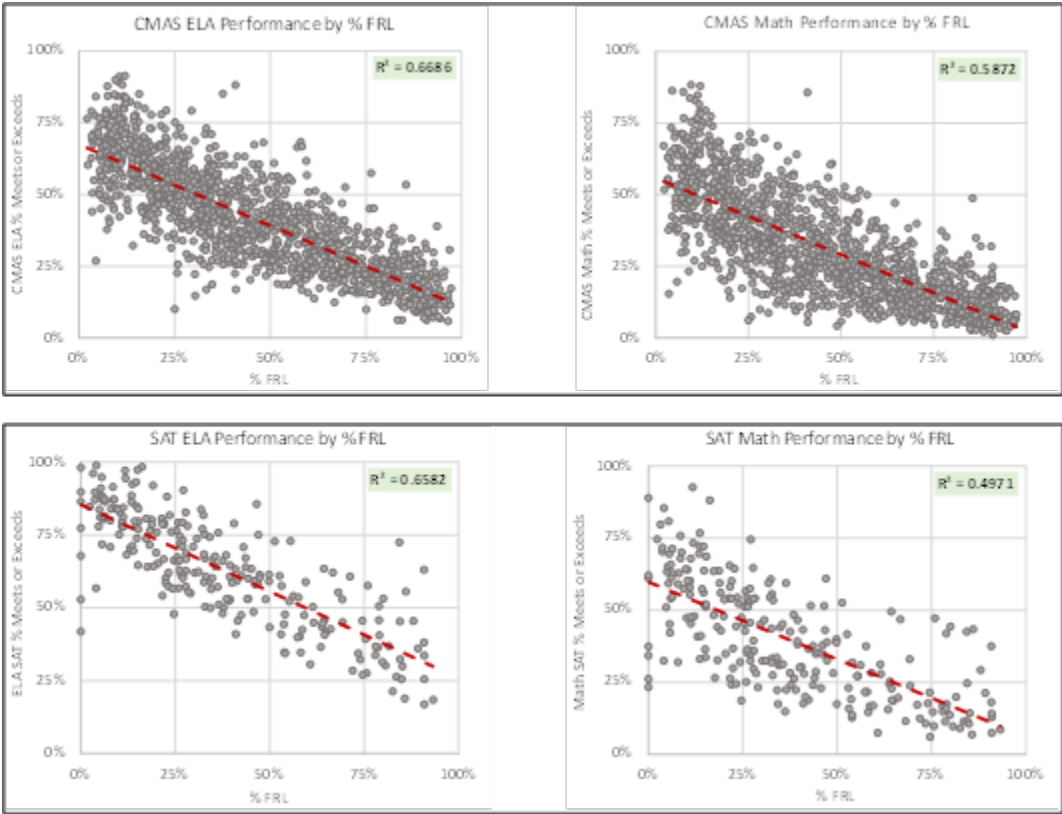 CMAS ELA Performance by % FRL
R² = 0.6686
CMAS ELA % Meets or Exceeds
100%
75%
50%
25%
0%
0% 25% 50% 75% 100%
% FRL
CMAS Math Performance by % FRL
R² = 0.5872
CMAS Math % Meets or Exceeds
100%
75%
50%
25%
0%
0% 25% 50% 75% 100%
% FRL
SAT ELA Performance by % FRL
R² = 0.6582
ELA SAT % Meets or Exceeds
100%
75%
50%
25%
0%
0% 25% 50% 75% 100%
% FRL
SAT Math Performance by % FRL
R² = 0.4971
Math SAT % Meets or Exceeds
100%
75%
50%
25%
0%
0% 25% 50% 75% 100%
% FRL